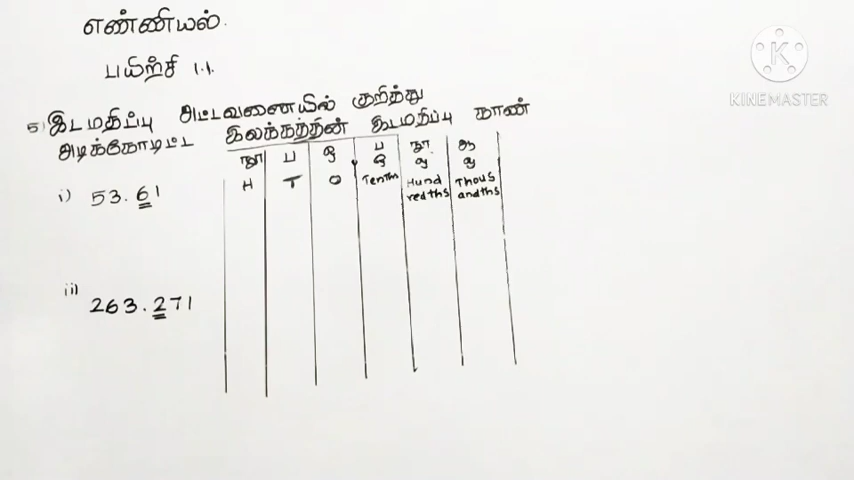 எண்ணியல்.
பயிற்சி 1.1.
5) இடமதிப்பு அட்டவணையில் குறித்து
அடிக்கோடிட்ட இலக்கத்தின் இடமதிப்பு காண்
நூ ப ஒ ப நூ ஆ
ஒ ஒ ஒ
H T O Tenths Hund Thous
redths andths
i) 53.61
ii)
263.271
K
KINEMASTER